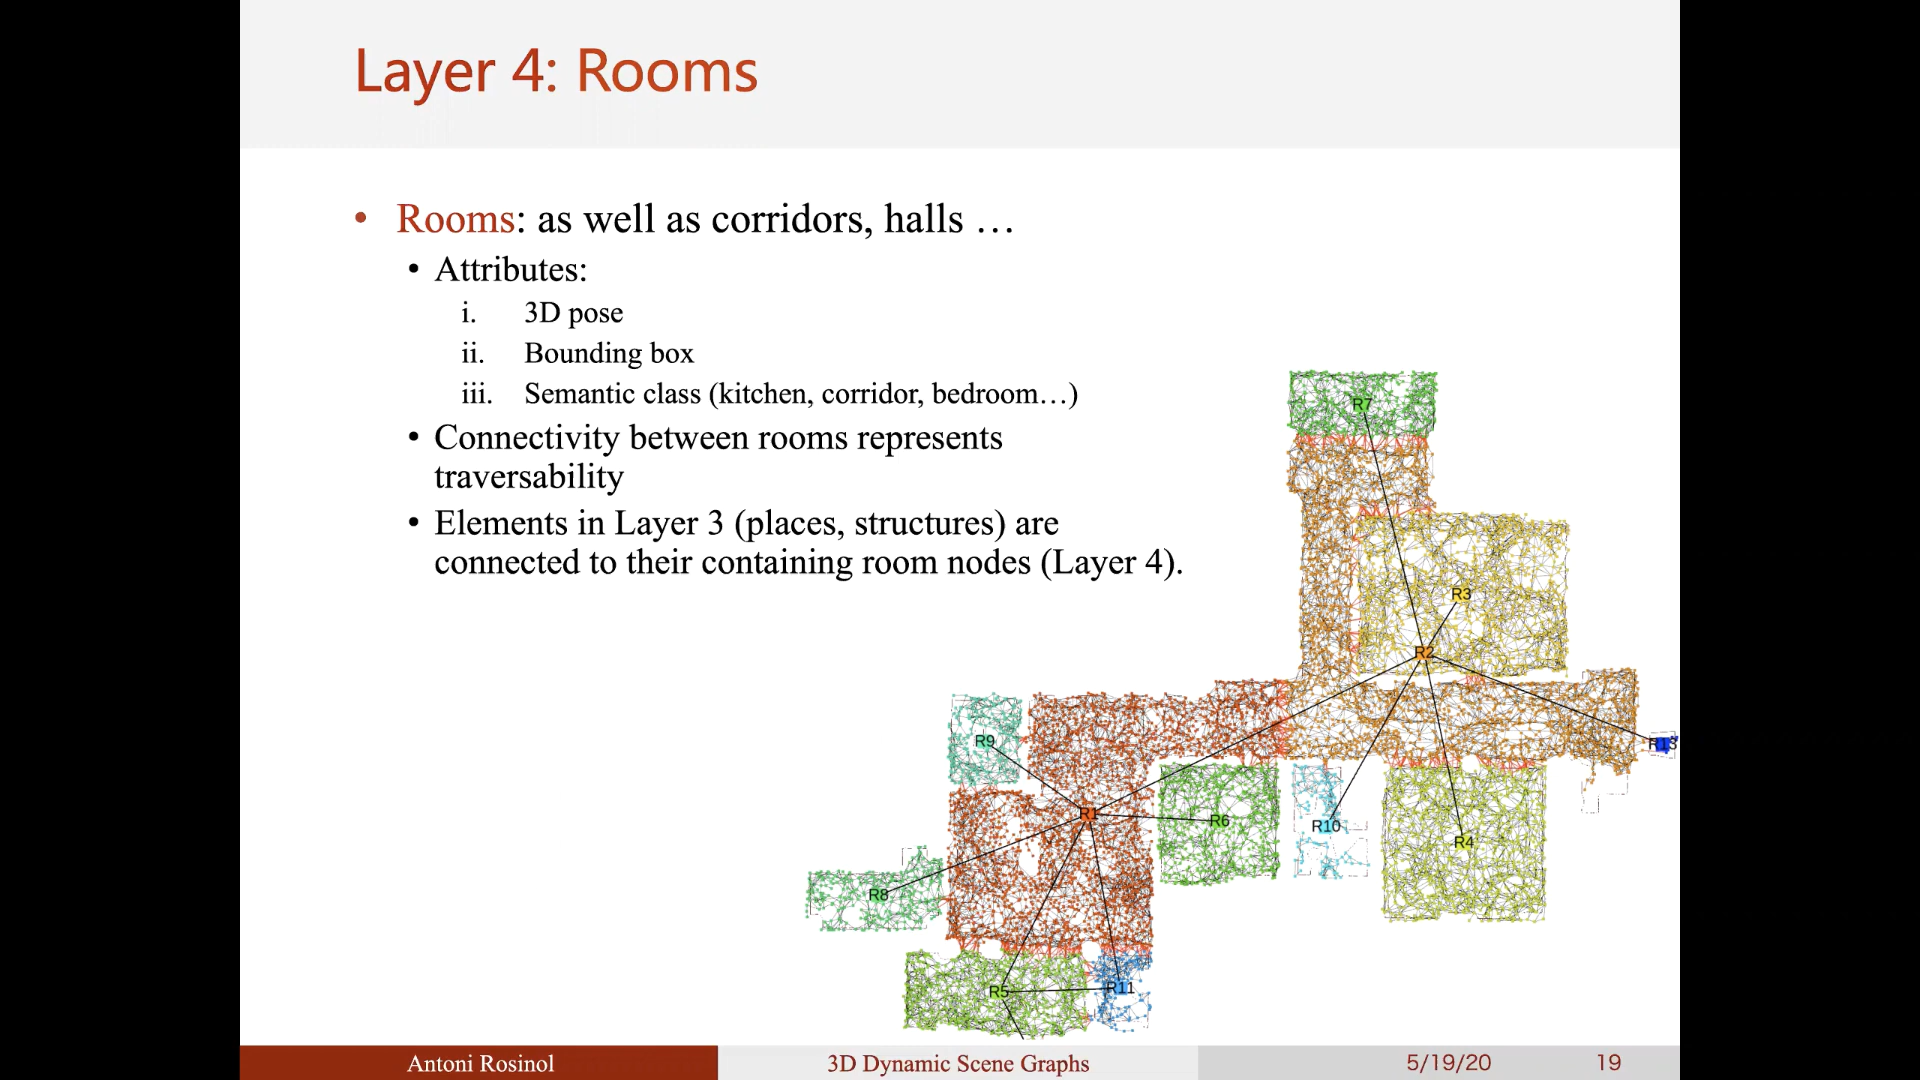 Layer 4: Rooms
• Rooms: as well as corridors, halls …
• Attributes:
i. 3D pose
ii. Bounding box
iii. Semantic class (kitchen, corridor, bedroom…)
• Connectivity between rooms represents
traversability
• Elements in Layer 3 (places, structures) are
connected to their containing room nodes (Layer 4).
R7
R3
R2
R9
R13
R1
R6
R10
R4
R8
R5
R11
Antoni Rosinol
3D Dynamic Scene Graphs
5/19/20
19